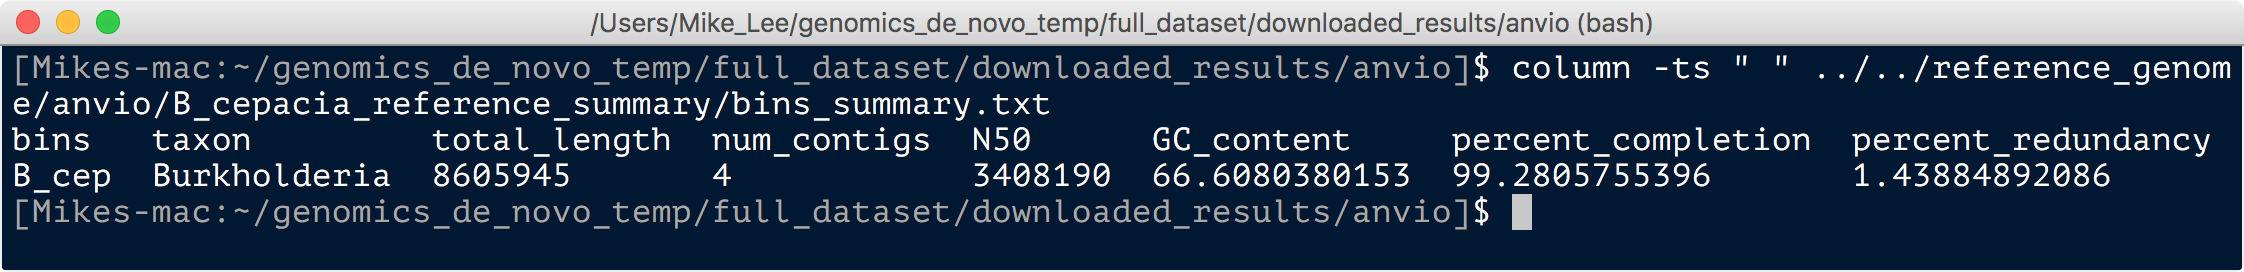 /Users/Mike_Lee/genomics_de_novo_temp/full_dataset/downloaded_results/anvio (bash)
[Mikes-mac:~/genomics_de_novo_temp/full_dataset/downloaded_results/anvio]$ column -ts " " ../../reference_genom
e/anvio/B_cepacia_reference_summary/bins_summary.txt
bins   taxon         total_length  num_contigs  N50      GC_content     percent_completion  percent_redundancy
B_cep  Burkholderia  8605945       4            3408190  66.6080380153  99.2805755396       1.43884892086
[Mikes-mac:~/genomics_de_novo_temp/full_dataset/downloaded_results/anvio]$